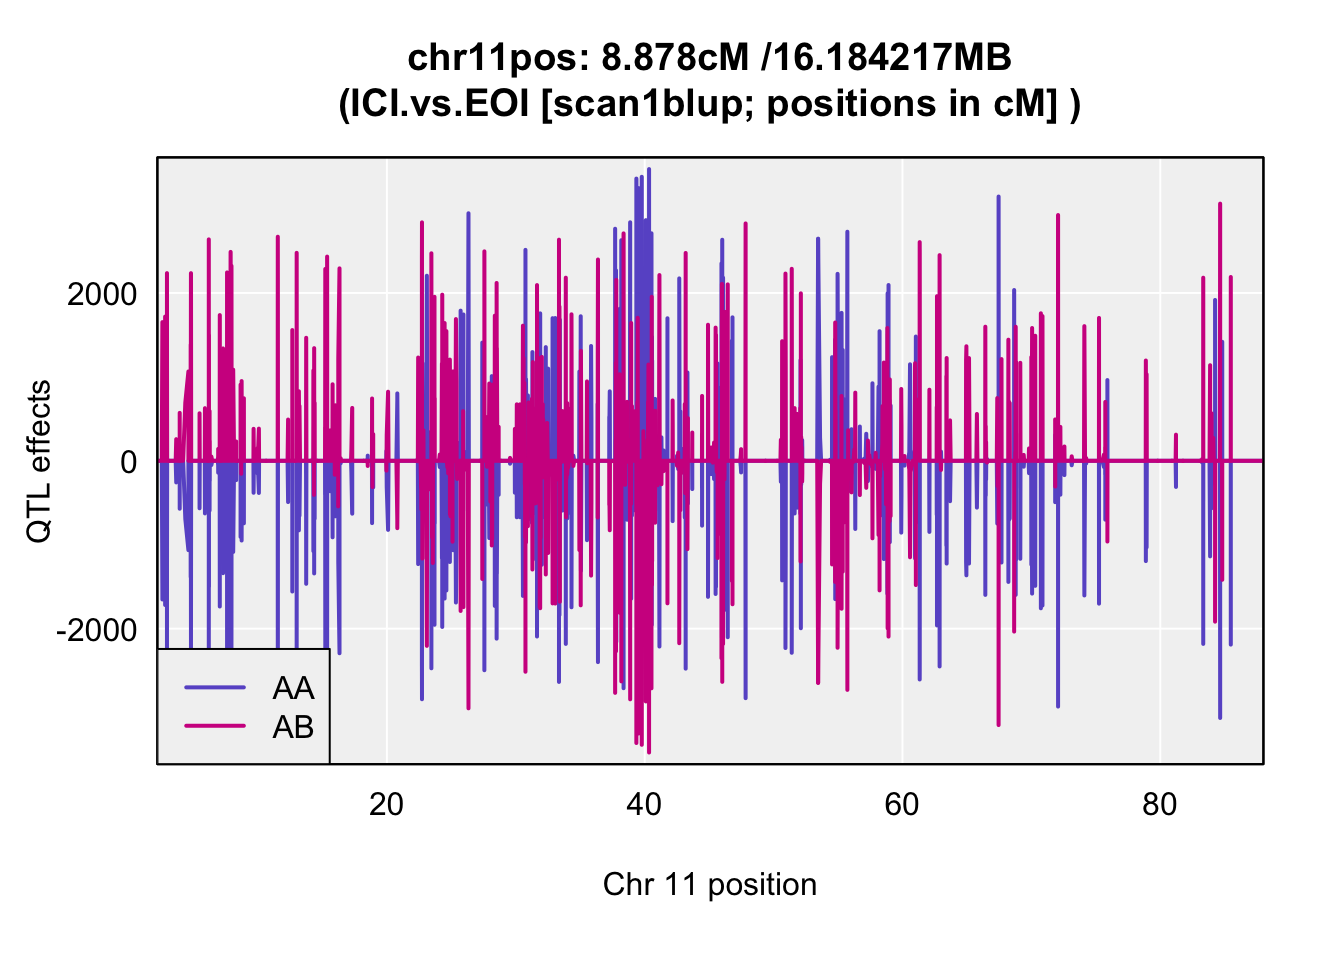 chr11pos: 8.878cM /16.184217MB
(ICI.vs.EOI [scan1blup; positions in cM] )
QTL effects
2000
0
-2000
AA
AB
20 40 60 80
Chr 11 position